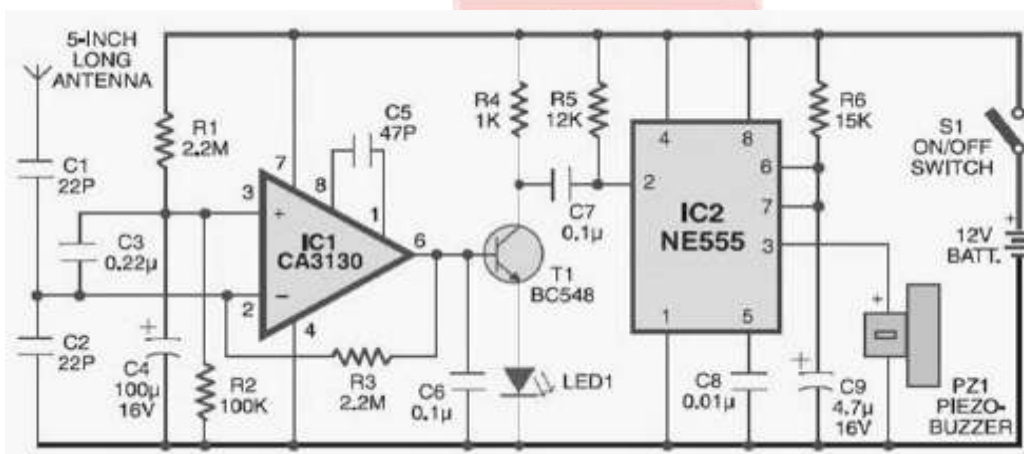 5-INCH
LONG
ANTENNA
C1
22P
C2
22P
C3
0.22µ
R1
2.2M
C4
100µ
16V
R2
100K
+
3
2
7
8
1
6
4
+
−
IC1
CA3130
C5
47P
R3
2.2M
C6
0.1µ
R4
1K
R5
12K
C7
0.1µ
T1
BC548
LED1
4
8
2
6
7
3
1
5
IC2
NE555
C8
0.01µ
R6
15K
+
C9
4.7µ
16V
S1
ON/OFF
SWITCH
+
12V
BATT.
+
PZ1
PIEZO-
BUZZER